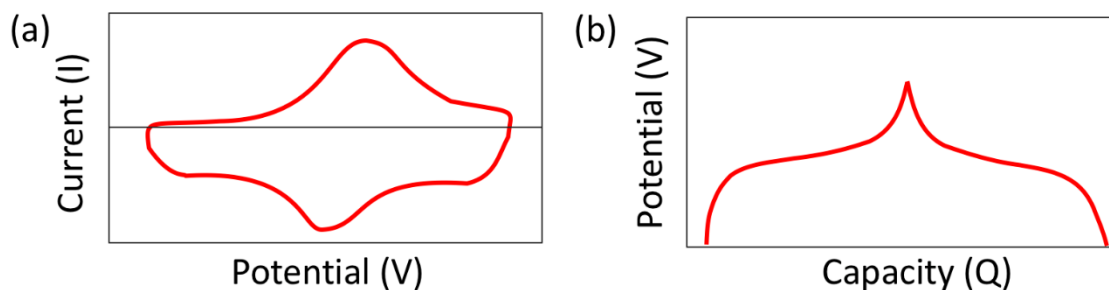 (a)
Current (I)
Potential (V)
(b)
Potential (V)
Capacity (Q)